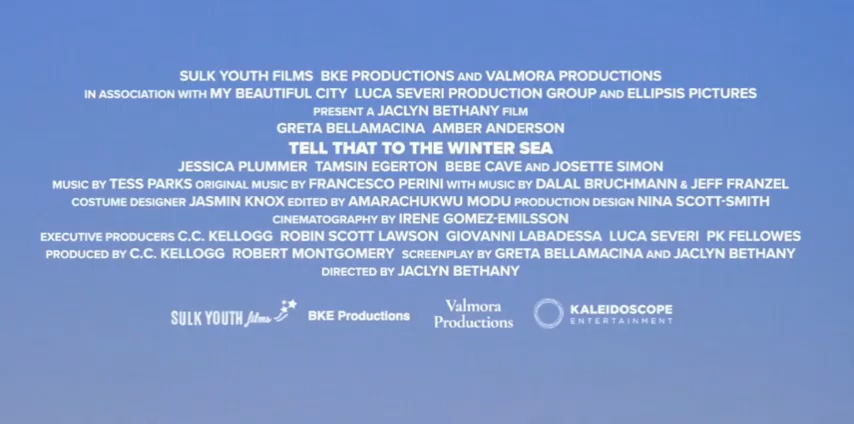 SULK YOUTH FILMS BKE PRODUCTIONS AND VALMORA PRODUCTIONS
IN ASSOCIATION WITH MY BEAUTIFUL CITY LUCA SEVERI PRODUCTION GROUP AND ELLIPSIS PICTURES
PRESENT A JACLYN BETHANY FILM
GRETA BELLAMACINA AMBER ANDERSON
TELL THAT TO THE WINTER SEA
JESSICA PLUMMER TAMSIN EGERTON BEBE CAVE AND JOSETTE SIMON
MUSIC BY TESS PARKS ORIGINAL MUSIC BY FRANCESCO PERINI WITH MUSIC BY DALAL BRUCHMANN & JEFF FRANZEL
COSTUME DESIGNER JASMIN KNOX EDITED BY AMARACHUKWU MODU PRODUCTION DESIGN NINA SCOTT-SMITH
CINEMATOGRAPHY BY IRENE GOMEZ-EMILSSON
EXECUTIVE PRODUCERS C.C. KELLOGG ROBIN SCOTT LAWSON GIOVANNI LABADESSA LUCA SEVERI PK FELLOWES
PRODUCED BY C.C. KELLOGG ROBERT MONTGOMERY SCREENPLAY BY GRETA BELLAMACINA AND JACLYN BETHANY
DIRECTED BY JACLYN BETHANY
SULK YOUTH films BKE Productions Valmora Productions KALEIDOSCOPE ENTERTAINMENT